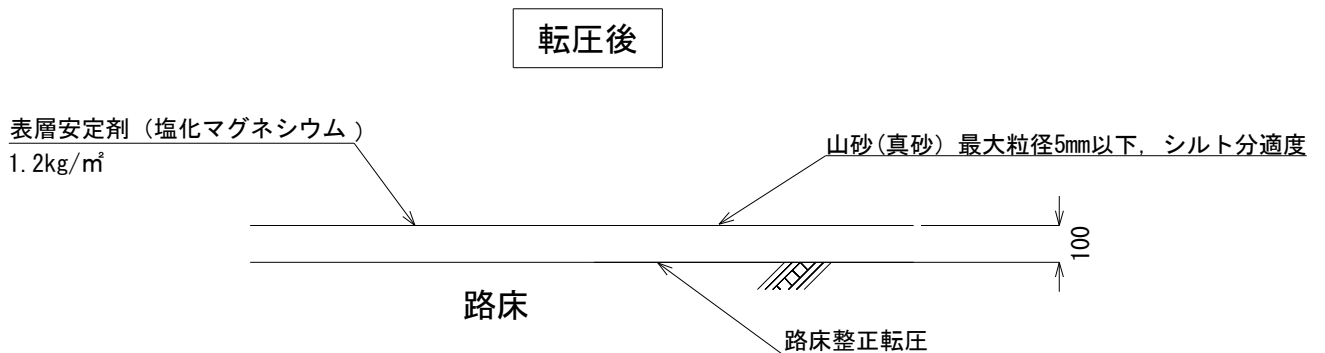 転圧後
表層安定剤（塩化マグネシウム）
1.2kg/㎡
山砂(真砂）最大粒径5mm以下，シルト分適度
100
路床
路床整正転圧